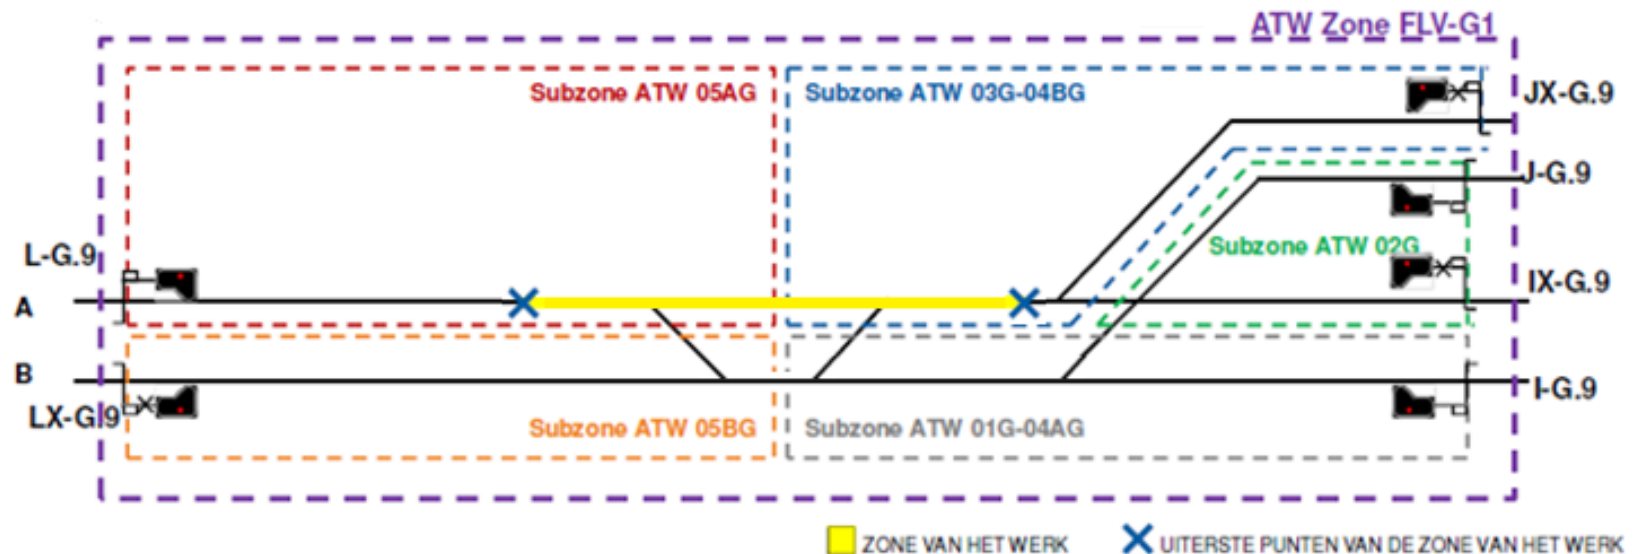 ATW Zone FLV-G1
Subzone ATW 05AG
Subzone ATW 03G-04BG
JX-G.9
J-G.9
Subzone ATW 02G
L-G.9
IX-G.9
A
B
I-G.9
LX-G.9
Subzone ATW 05BG
Subzone ATW 01G-04AG
ZONE VAN HET WERK
UITERSTE PUNTEN VAN DE ZONE VAN HET WERK